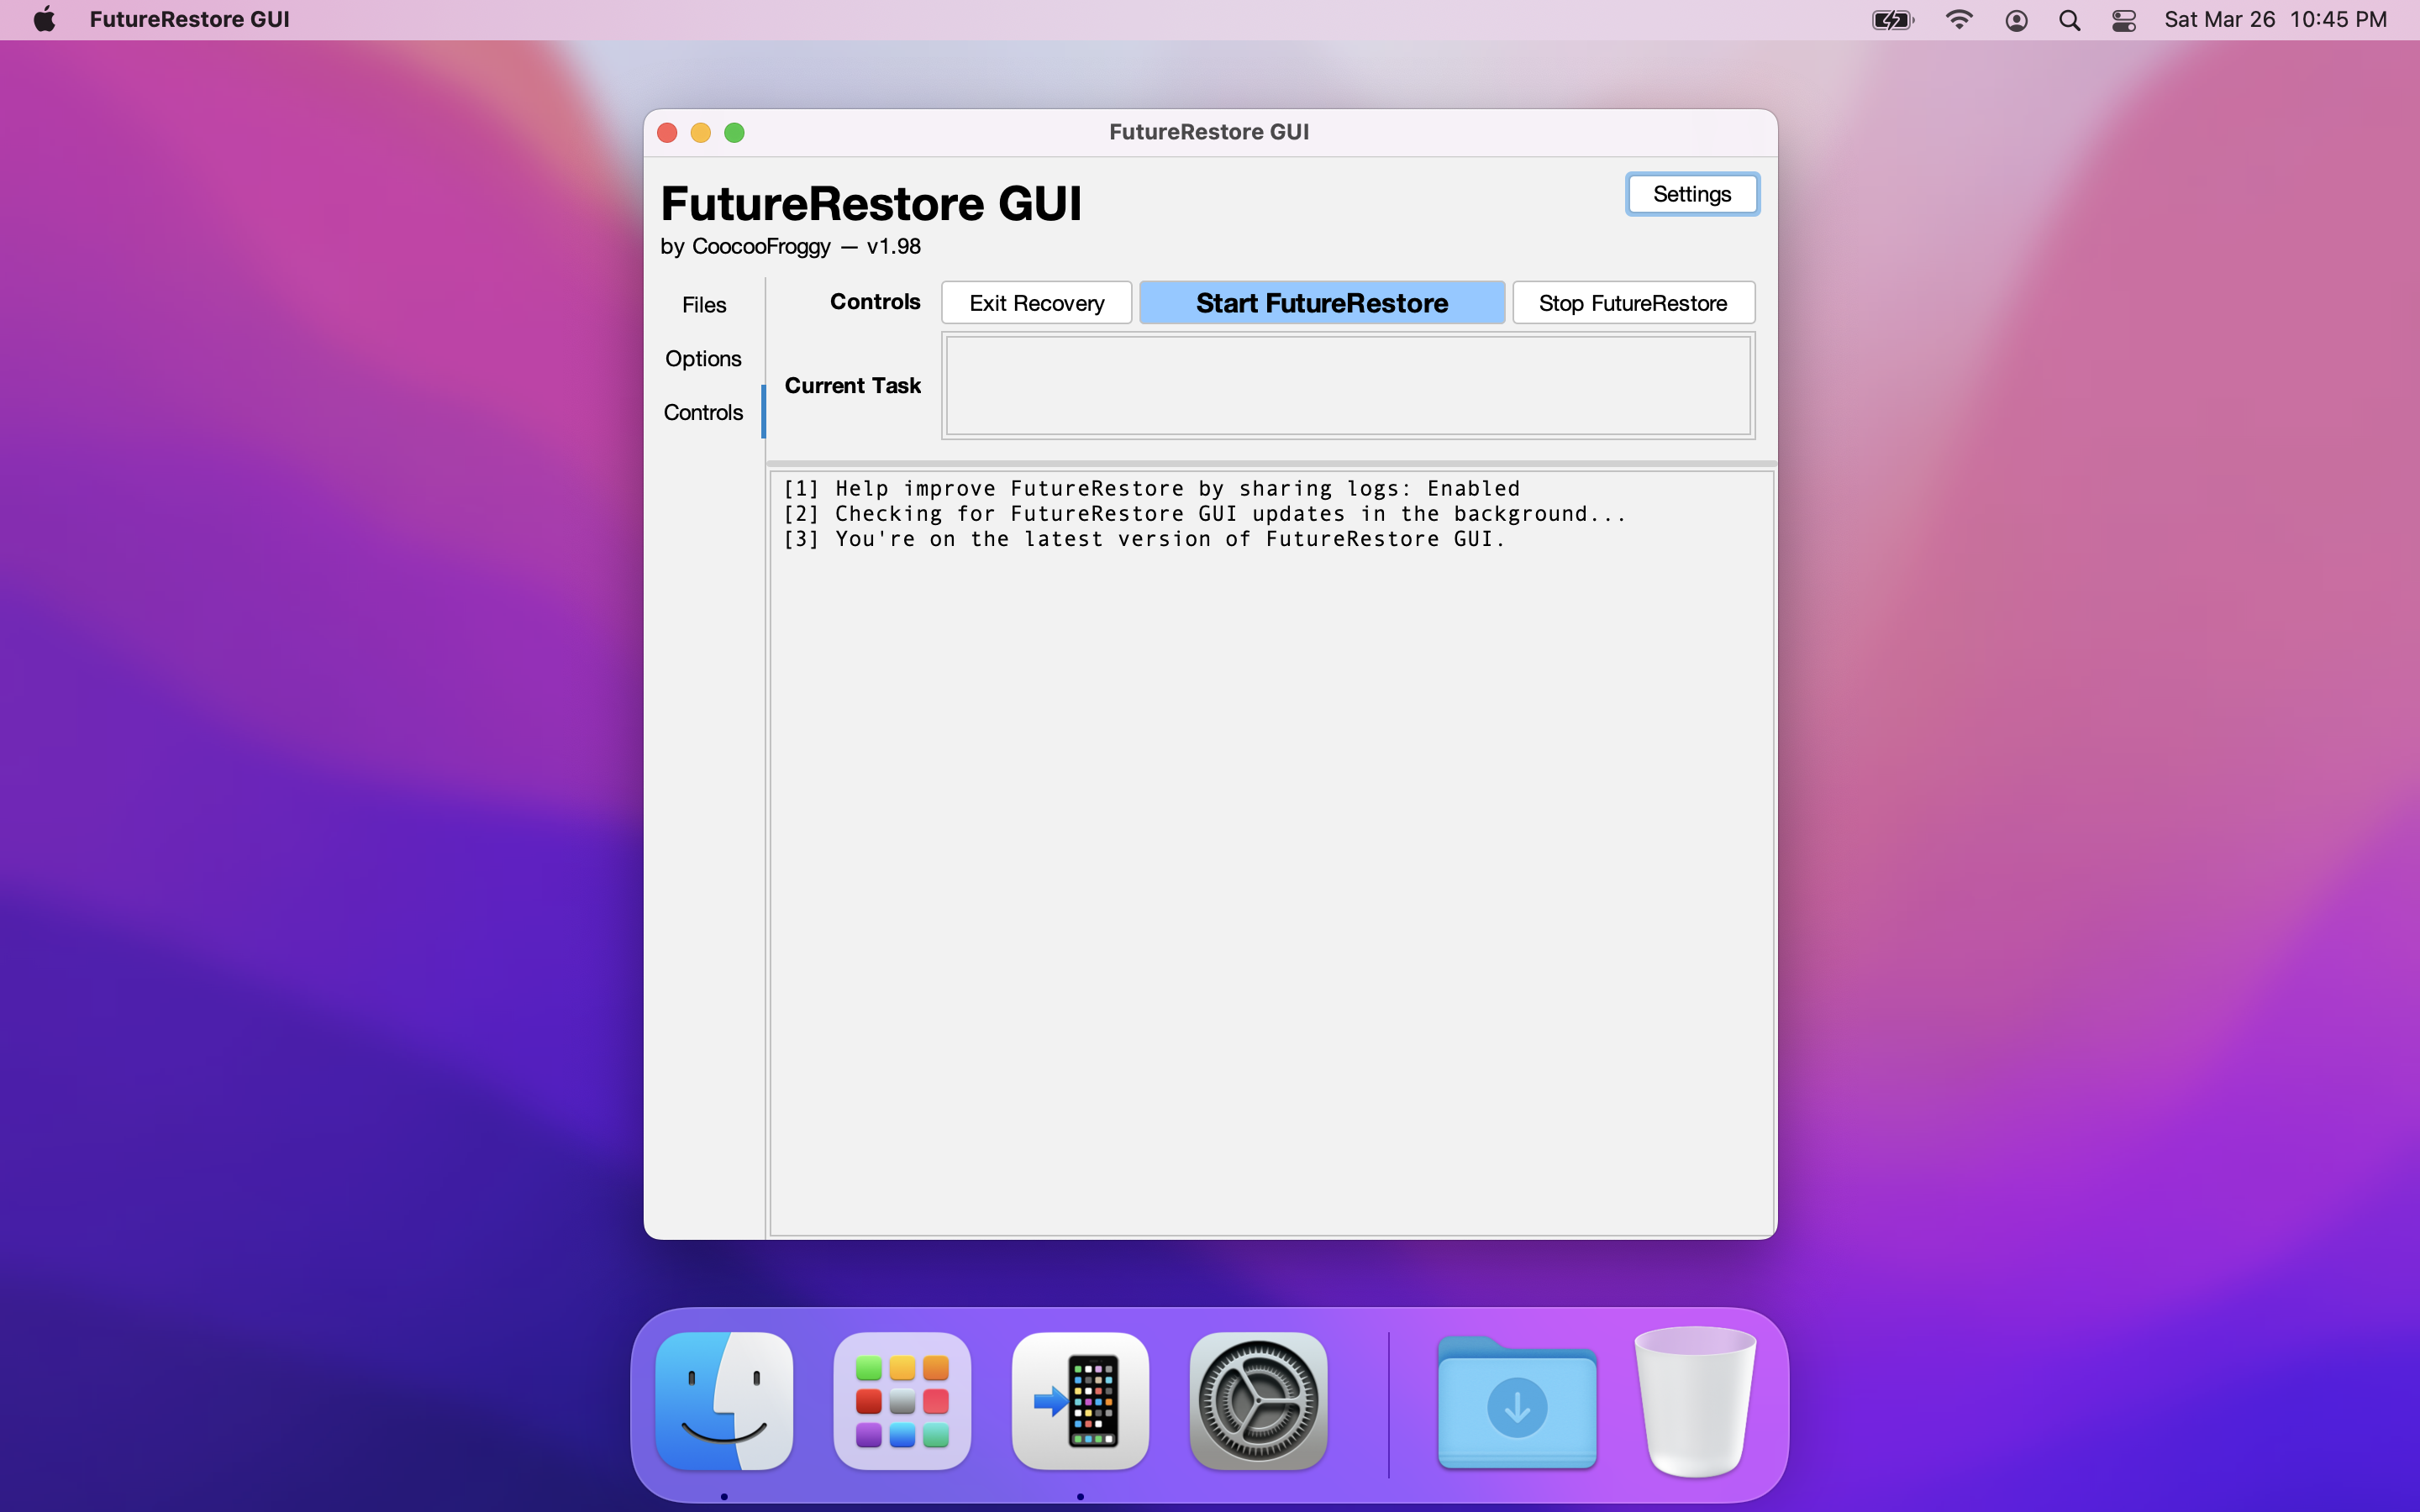 FutureRestore GUI
Sat Mar 26 10:45 PM
FutureRestore GUI
FutureRestore GUI
Settings
by CoocooFroggy — v1.98
Files
Options
Controls
Controls
Exit Recovery
Start FutureRestore
Stop FutureRestore
Current Task
[1] Help improve FutureRestore by sharing logs: Enabled
[2] Checking for FutureRestore GUI updates in the background...
[3] You're on the latest version of FutureRestore GUI.